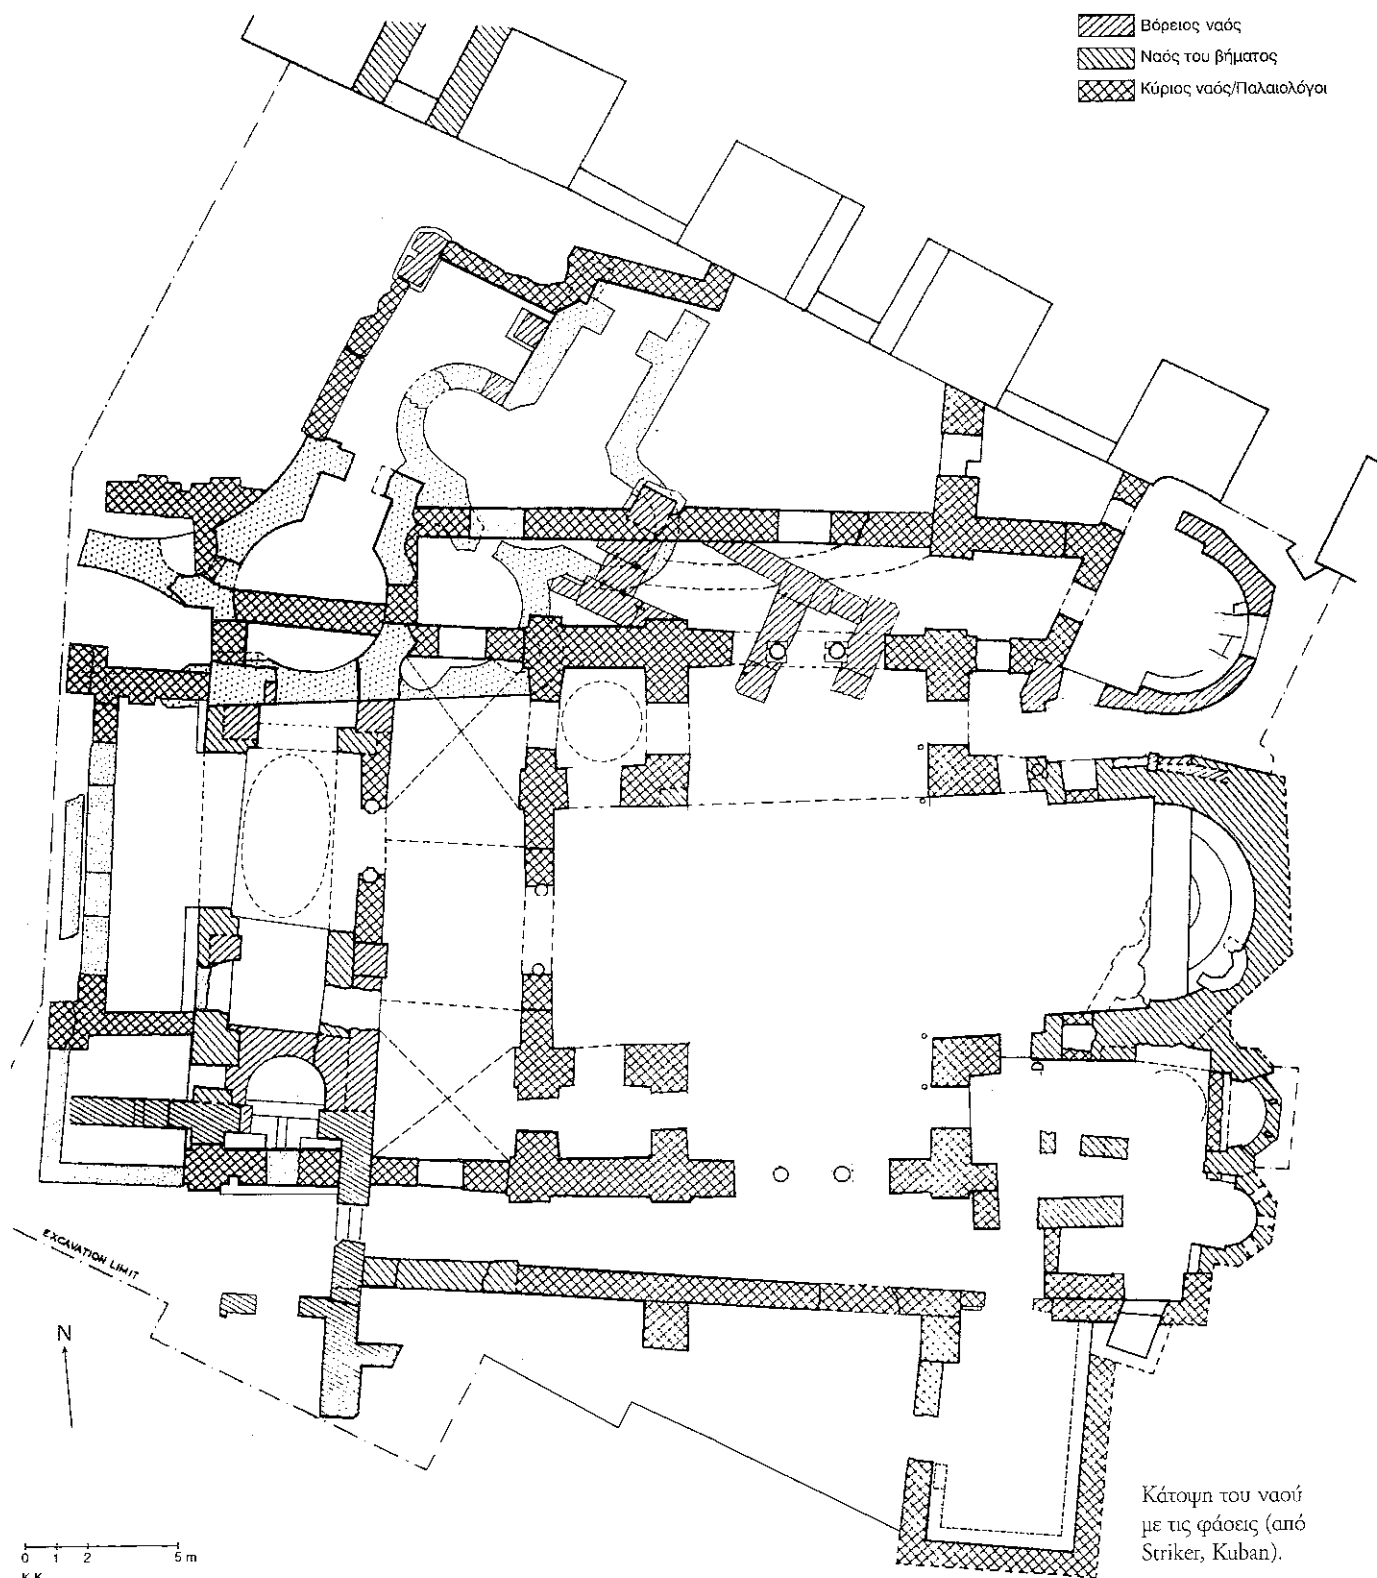 Βόρειος ναός
Ναός του βήματος
Κύριος ναός/Παλαιολόγοι
EXCAVATION LIMIT
N
0 1 2 5 m
K.K.
Κάτοψη του ναού
με τις φάσεις (από
Striker, Kuban).